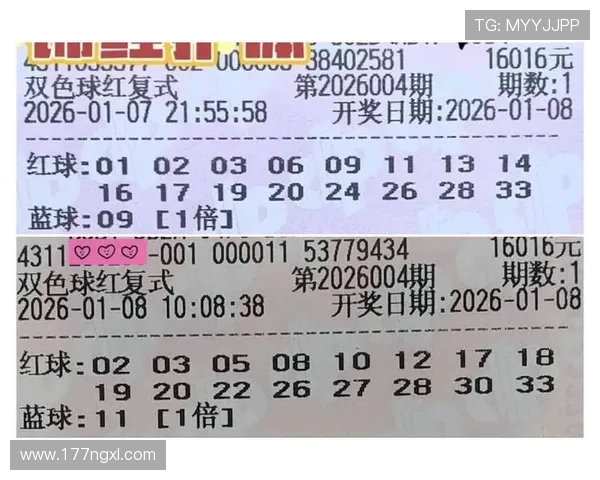 TG: MYYJJPP
38402581 16016元
双色球红复式 第2026004期 期数:1
2026-01-07 21:55:58 开奖日期:2026-01-08
红球:01 02 03 06 09 11 13 14
16 17 19 20 24 26 28 33
蓝球:09 [1倍]
4311 -001 000011 53779434 16016元
双色球红复式 第2026004期 期数:1
2026-01-08 10:08:38 开奖日期:2026-01-08
红球:02 03 05 08 10 12 17 18
19 20 22 26 27 28 30 33
蓝球:11 [1倍]
www.177ngxl.com